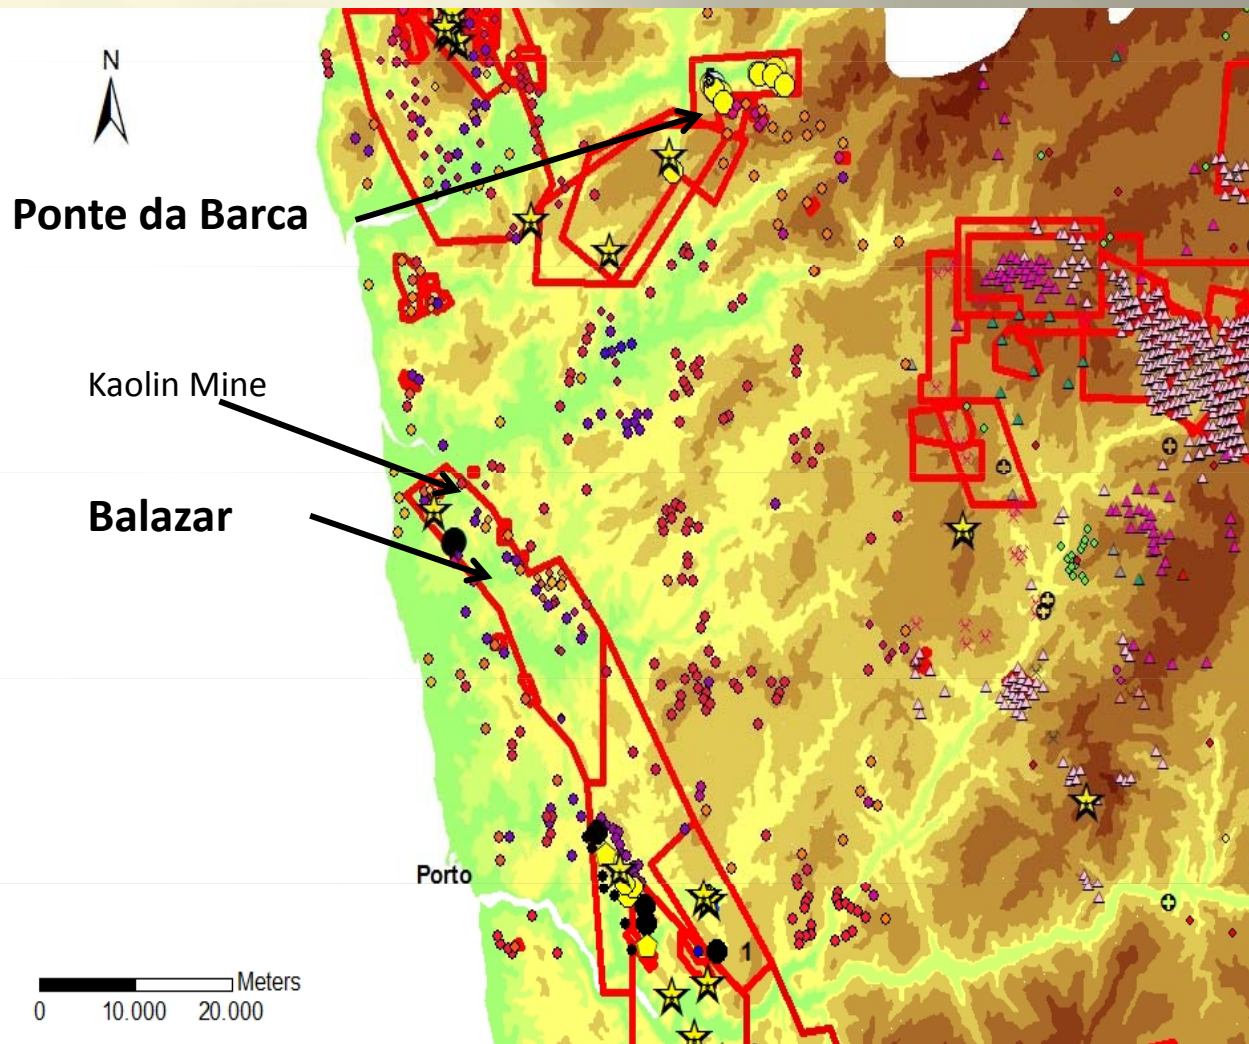 N
Ponte da Barca
Kaolin Mine
Balazar
Porto
1
Meters
0 10.000 20.000